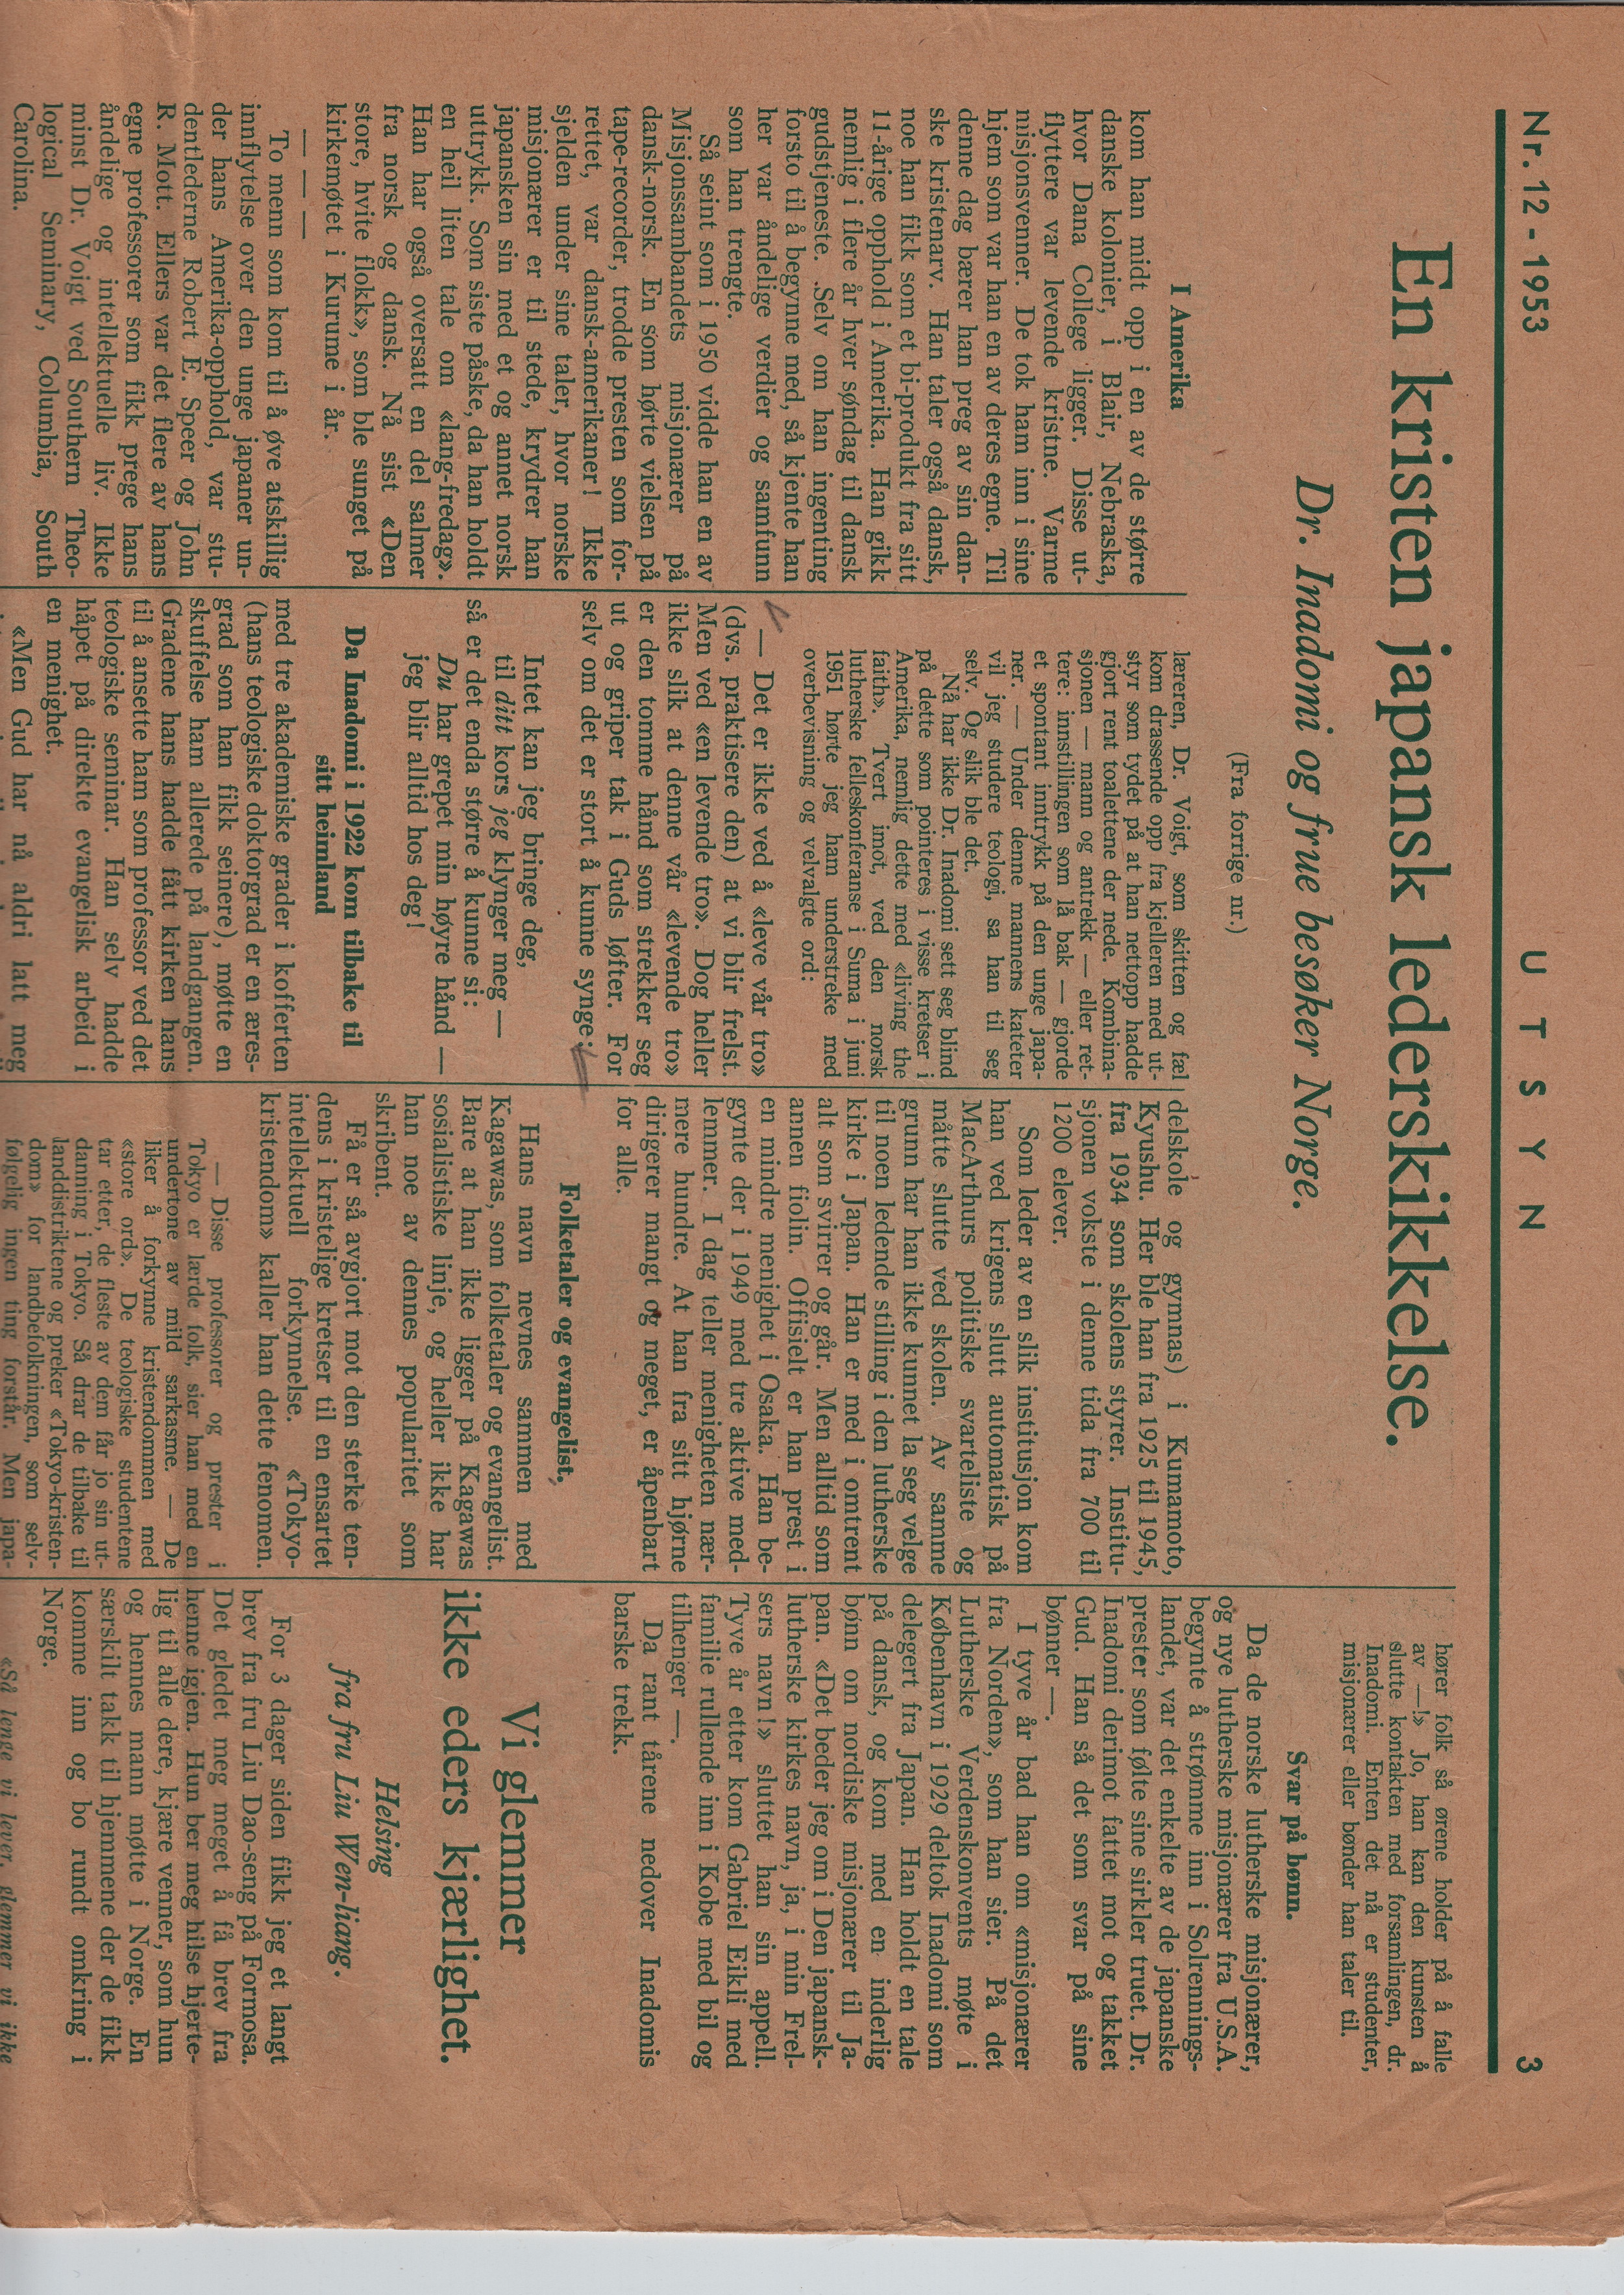 Nr. 12 - 1953
UTSYN
3
En kristen japansk lederskikkelse.
Dr. Inadomi og frue besøker Norge.
(Fra forrige nr.)
I Amerika
kom han midt opp i en av de større
danske kolonier, i Blair, Nebraska,
hvor Dana College ligger. Disse ut-
flyttere var levende kristne. Varme
misjonsvenner. De tok ham inn i sine
hjem som var han en av deres egne. Til
denne dag bærer han preg av sin dan-
ske kristenarv. Han taler også dansk,
noe han fikk som et bi-produkt fra sitt
11-årige opphold i Amerika. Han gikk
nemlig i flere år hver søndag til dansk
gudstjeneste. Selv om han ingenting
forsto til å begynne med, så kjente han
her var åndelige verdier og samfunn
som han trengte.
Så seint som i 1950 vidde han en av
Misjonssambandets misjonærer på
dansk-norsk. En som hørte vielsen på
tape-recorder, trodde presten som for-
rettet, var dansk-amerikaner! Ikke
sjelden under sine taler, hvor norske
misjonærer er til stede, krydrer han
japansken sin med et og annet norsk
uttrykk. Som siste påske, da han holdt
en heil liten tale om «lang-fredag».
Han har også oversatt en del salmer
fra norsk og dansk. Nå sist «Den
store, hvite flokk», som ble sunget på
kirkemøtet i Kurume i år.
— — —
To menn som kom til å øve atskillig
innflytelse over den unge japaner un-
der hans Amerika-opphold, var stu-
dentlederne Robert E. Speer og John
R. Mott. Ellers var det flere av hans
egne professorer som fikk prege hans
åndelige og intellektuelle liv. Ikke
minst Dr. Voigt ved Southern Theo-
logical Seminary, Columbia, South
Carolina.
læreren, Dr. Voigt, som skitten og fæl
kom drassende opp fra kjelleren med ut-
styr som tydet på at han nettopp hadde
gjort rent toalettene der nede. Kombina-
sjonen — mann og antrekk — eller ret-
tere: innstillingen som lå bak — gjorde
et spontant inntrykk på den unge japa-
ner. — Under denne mannens kateter
vil jeg studere teologi, sa han til seg
selv. Og slik ble det.
Nå har ikke Dr. Inadomi sett seg blind
på dette som pointeres i visse kretser i
Amerika, nemlig dette med «living the
faith». Tvert imot, ved den norsk
lutherske felleskonferanse i Suma i juni
1951 hørte jeg ham understreke med
overbevisning og velvalgte ord:
— Det er ikke ved å «leve vår tro»
(dvs. praktisere den) at vi blir frelst.
Men ved «en levende tro». Dog heller
ikke slik at denne vår «levende tro»
er den tomme hånd som strekker seg
ut og griper tak i Guds løfter. For
selv om det er stort å kunne synge:
Intet kan jeg bringe deg,
til ditt kors jeg klynger meg —
så er det enda større å kunne si:
Du har grepet min høyre hånd —
jeg blir alltid hos deg!
Da Inadomi i 1922 kom tilbake til
sitt heimland
med tre akademiske grader i kofferten
(hans teologiske doktorgrad er en æres-
grad som han fikk seinere), møtte en
skuffelse ham allerede på landgangen.
Gradene hans hadde fått kirken hans
til å ansette ham som professor ved det
teologiske seminar. Han selv hadde
håpet på direkte evangelisk arbeid i
en menighet.
«Men Gud har nå aldri latt meg
delskole og gymnas) i Kumamoto,
Kyushu. Her ble han fra 1925 til 1945,
fra 1934 som skolens styrer. Institu-
sjonen vokste i denne tida fra 700 til
1200 elever.
Som leder av en slik institusjon kom
han ved krigens slutt automatisk på
MacArthurs politiske svarteliste og
måtte slutte ved skolen. Av samme
grunn har han ikke kunnet la seg velge
til noen ledende stilling i den lutherske
kirke i Japan. Han er med i omtrent
alt som svirrer og går. Men alltid som
annen fiolin. Offisielt er han prest i
en mindre menighet i Osaka. Han be-
gynte der i 1949 med tre aktive med-
lemmer. I dag teller menigheten nær-
mere hundre. At han fra sitt hjørne
dirigerer mangt og meget, er åpenbart
for alle.
Folketaler og evangelist,
Hans navn nevnes sammen med
Kagawas, som folketaler og evangelist.
Bare at han ikke ligger på Kagawas
sosialistiske linje, og heller ikke har
han noe av dennes popularitet som
skribent.
Få er så avgjort mot den sterke ten-
dens i kristelige kretser til en ensartet
intellektuell forkynnelse. «Tokyo-
kristendom» kaller han dette fenomen.
— Disse professorer og prester i
Tokyo er lærde folk, sier han med en
undertone av mild sarkasme. — De
liker å forkynne kristendommen med
«store ord». De teologiske studentene
tar etter, de fleste av dem får jo sin ut-
danning i Tokyo. Så drar de tilbake til
landdistriktene og preker «Tokyo-kristen-
dom» for landbefolkningen, som selv-
følgelig ingen ting forstår. Men japa-
hører folk så ørene holder på å falle
av —!» Jo, han kan den kunsten å
slutte kontakten med forsamlingen, dr.
Inadomi. Enten det nå er studenter,
misjonærer eller bønder han taler til.
Svar på bønn.
Da de norske lutherske misjonærer,
og nye lutherske misjonærer fra U.S.A.
begynte å strømme inn i Solrennings-
landet, var det enkelte av de japanske
prester som følte sine sirkler truet. Dr.
Inadomi derimot fattet mot og takket
Gud. Han så det som svar på sine
bønner —.
I tyve år bad han om «misjonærer
fra Norden», som han sier. På det
Lutherske Verdenskonvents møte i
København i 1929 deltok Inadomi som
delegert fra Japan. Han holdt en tale
på dansk, og kom med en inderlig
bønn om nordiske misjonærer til Ja-
pan. «Det beder jeg om i Den japansk-
lutherske kirkes navn, ja, i min Frel-
sers navn!» sluttet han sin appell.
Tyve år etter kom Gabriel Eikli med
familie rullende inn i Kobe med bil og
tilhenger —.
Da rant tårene nedover Inadomis
barske trekk.
Vi glemmer
ikke eders kjærlighet.
Helsing
fra fru Liu Wen-liang.
For 3 dager siden fikk jeg et langt
brev fra fru Liu Dao-seng på Formosa.
Det gledet meg meget å få brev fra
henne igjen. Hun ber meg hilse hjerte-
lig til alle dere, kjære venner, som hun
og hennes mann møtte i Norge. En
særskilt takk til hjemmene der de fikk
komme inn og bo rundt omkring i
Norge.
«Så lenge vi lever, glemmer vi ikke